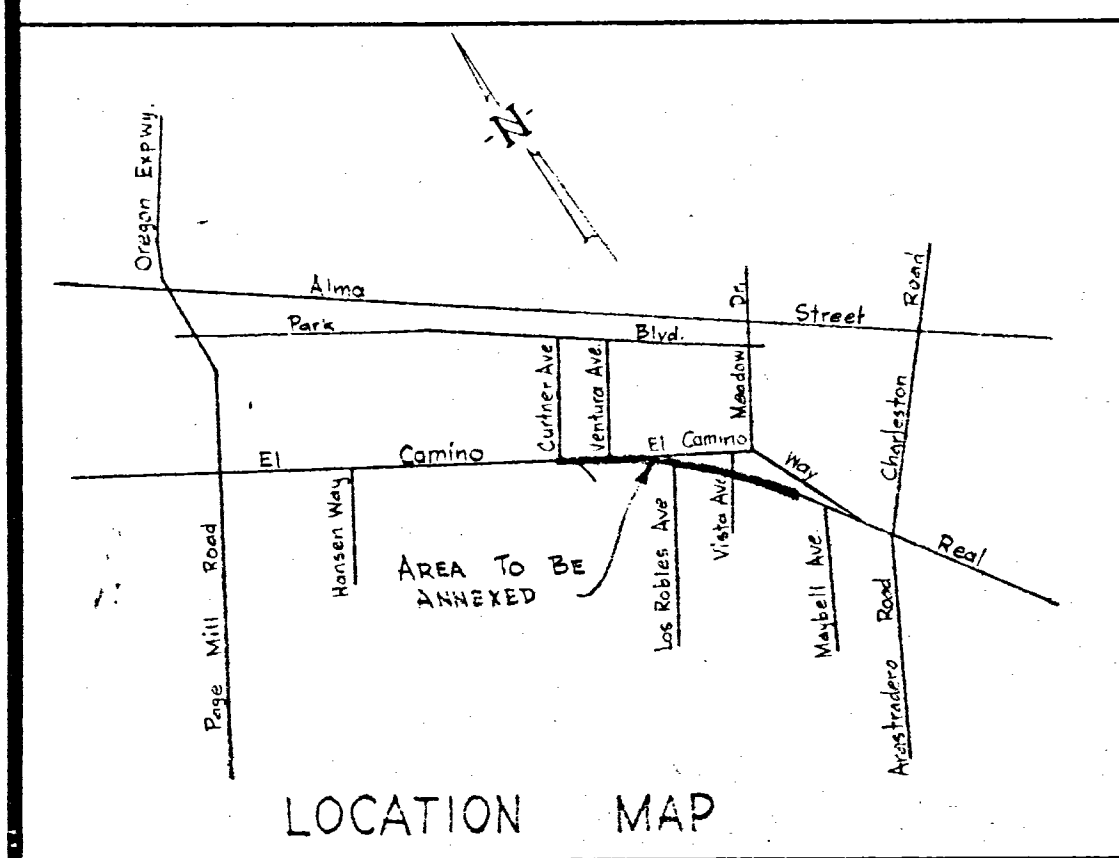 N
Oregon Expwy.
Alma Street
Park Blvd.
Curtner Ave
Ventura Ave.
Meadow Dr.
Charleston Road
El Camino Real
El Camino Way
Hansen Way
Los Robles Ave
Vista Ave
Maybell Ave.
Page Mill Road
Arastradero Road
AREA TO BE
ANNEXED
LOCATION MAP